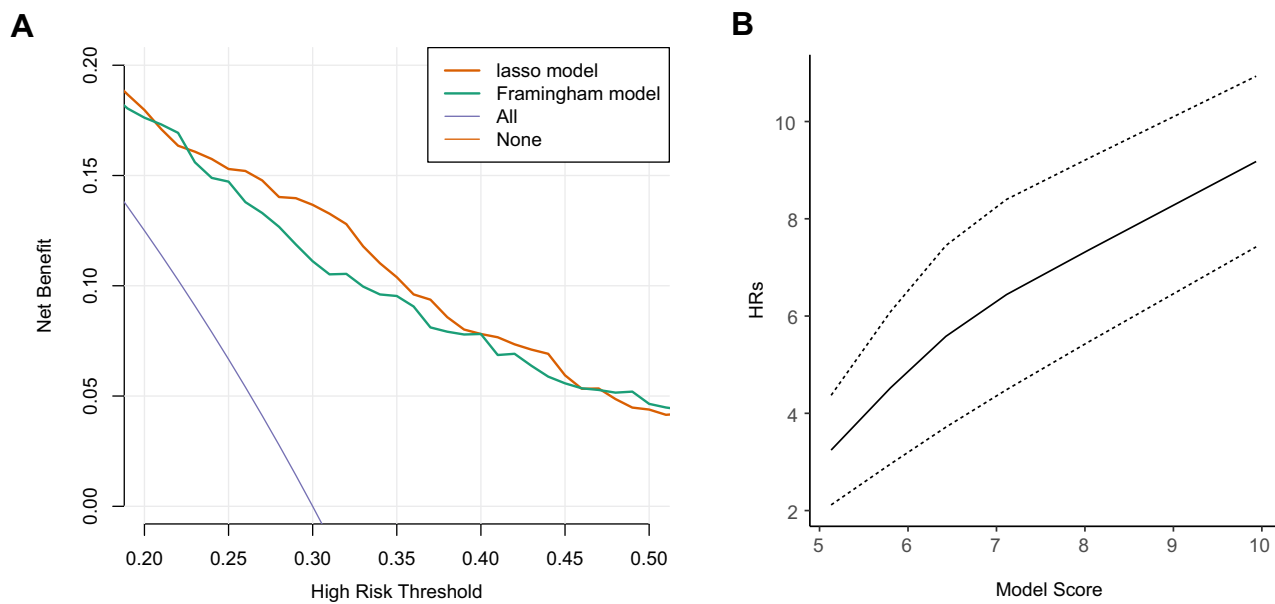 A
Net Benefit
0.20
0.15
0.10
0.05
0.00
lasso model
Framingham model
All
None
0.20 0.25 0.30 0.35 0.40 0.45 0.50
High Risk Threshold
B
HRs
10
8
6
4
2
5 6 7 8 9 10
Model Score